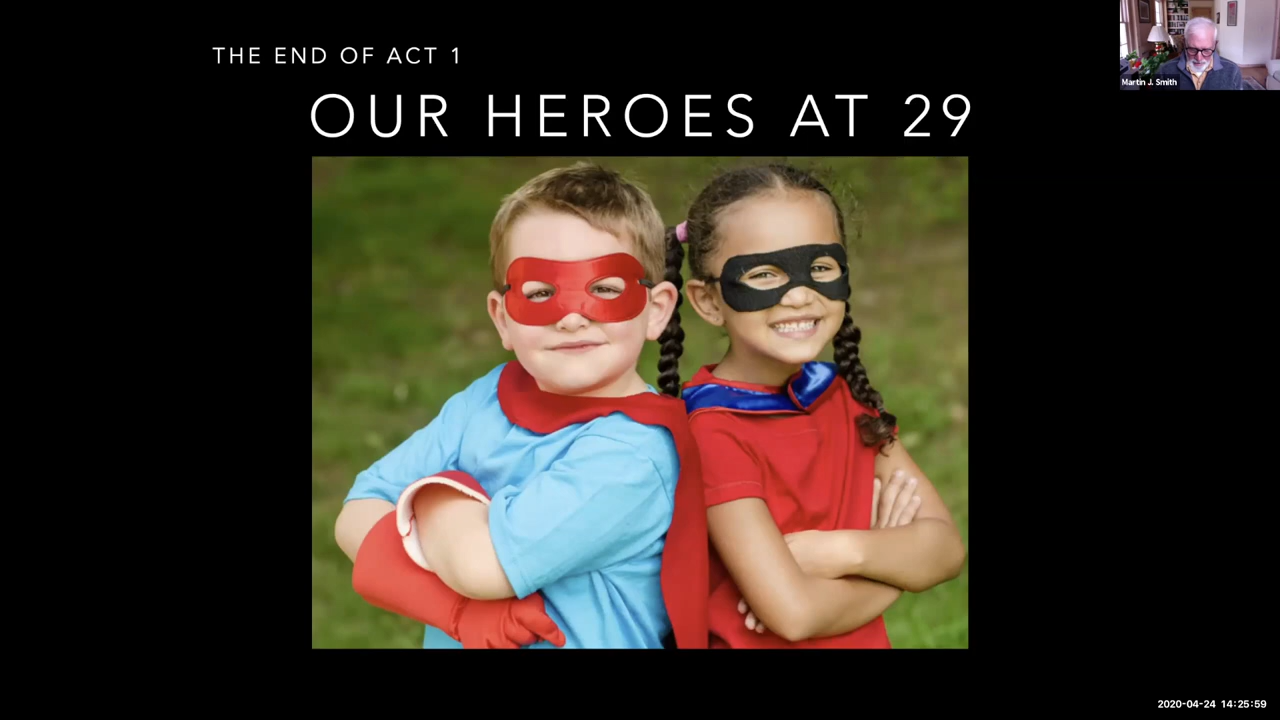 THE END OF ACT 1
OUR HEROES AT 29
Martin J. Smith
2020-04-24 14:25:59